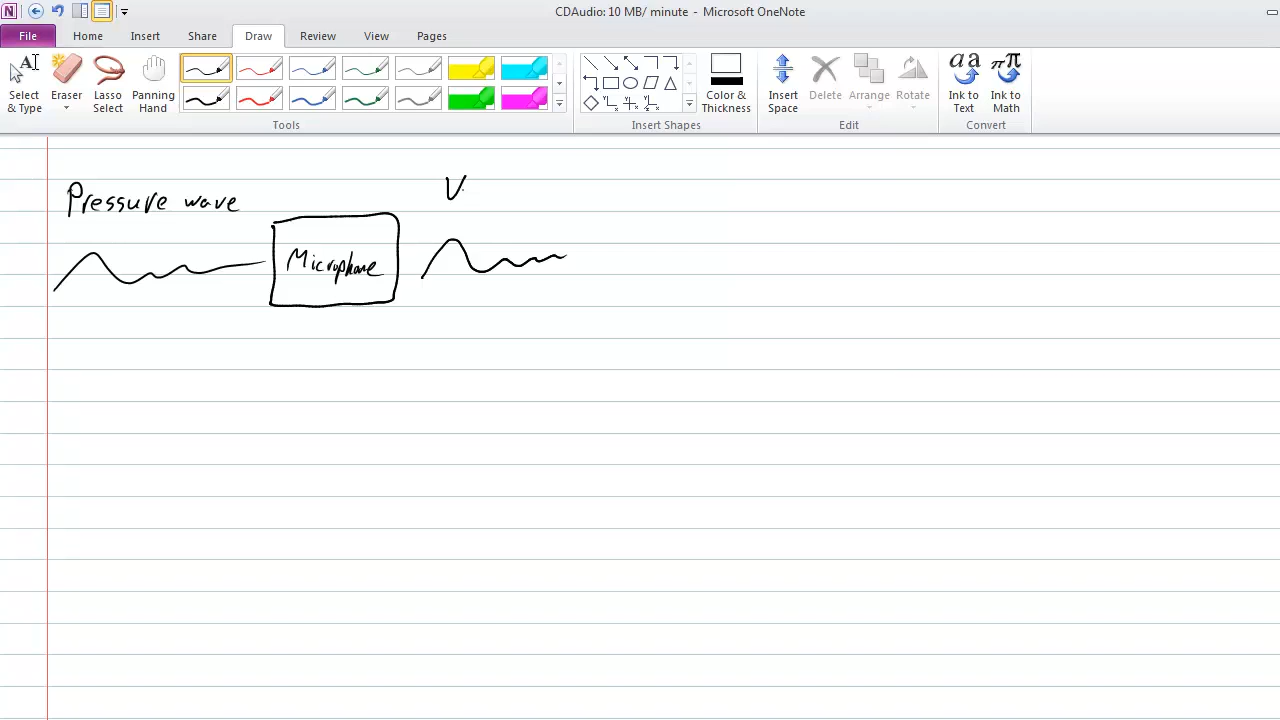 CDAudio: 10 MB/ minute - Microsoft OneNote
File Home Insert Share Draw Review View Pages
Select & Type
Eraser
Lasso Select
Panning Hand
Color & Thickness
Insert Space
Delete
Arrange
Rotate
Ink to Text
Ink to Math
Tools Insert Shapes Edit Convert
Pressure wave
V
Microphone